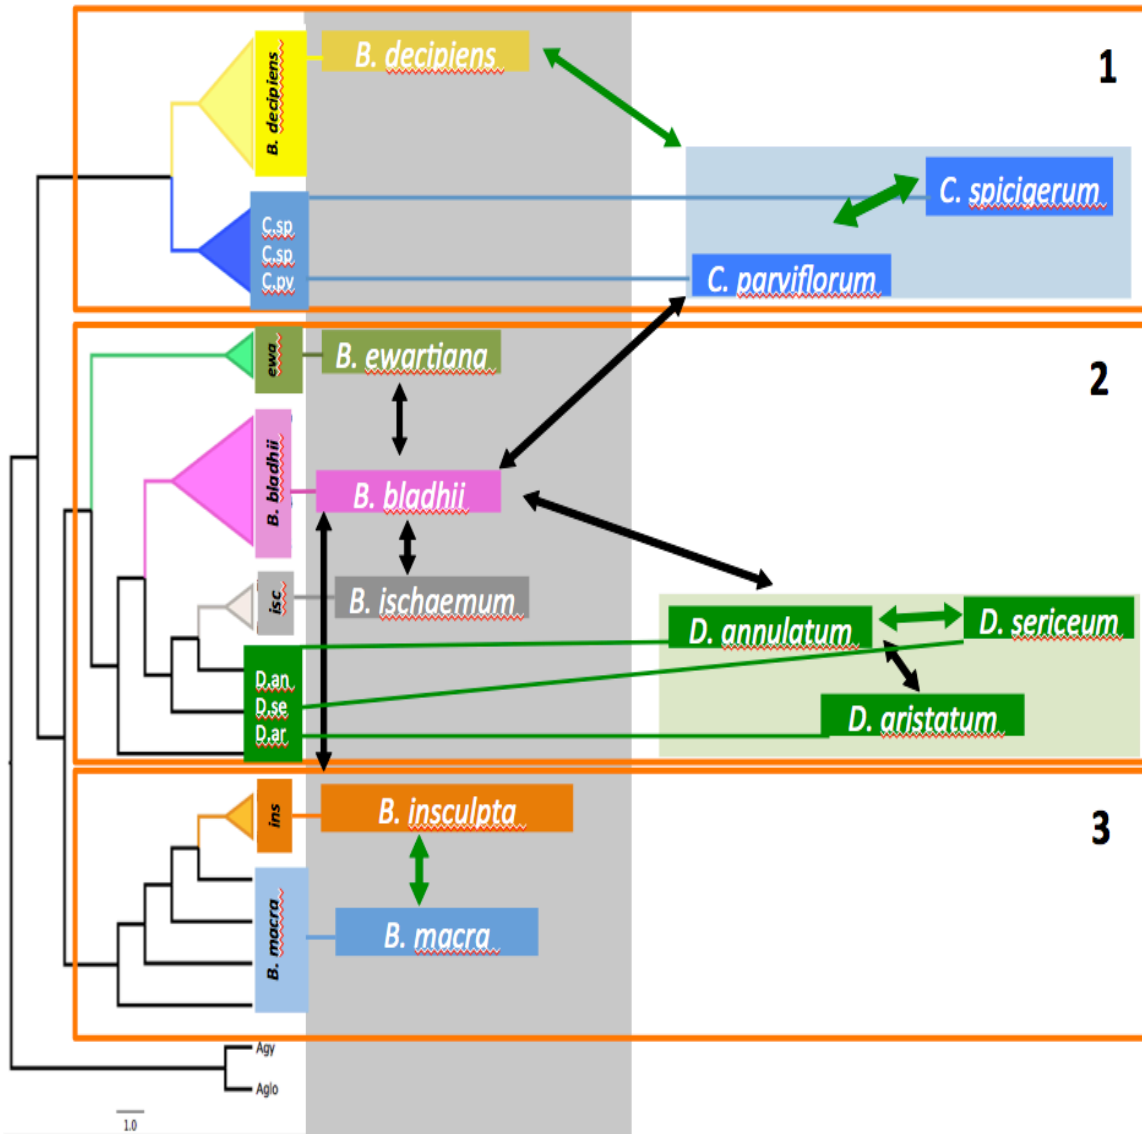 1
B. decipiens
B. decipiens
C. spicigerum
C.sp
C.sp
C.pv
C. parviflorum
2
ewa
B. ewartiana
B. bladhii
B. bladhii
isc
B. ischaemum
D. annulatum
D. sericeum
D.an
D.se
D.ar
D. aristatum
3
ins
B. insculpta
B. macra
B. macra
Agy
Aglo
1.0